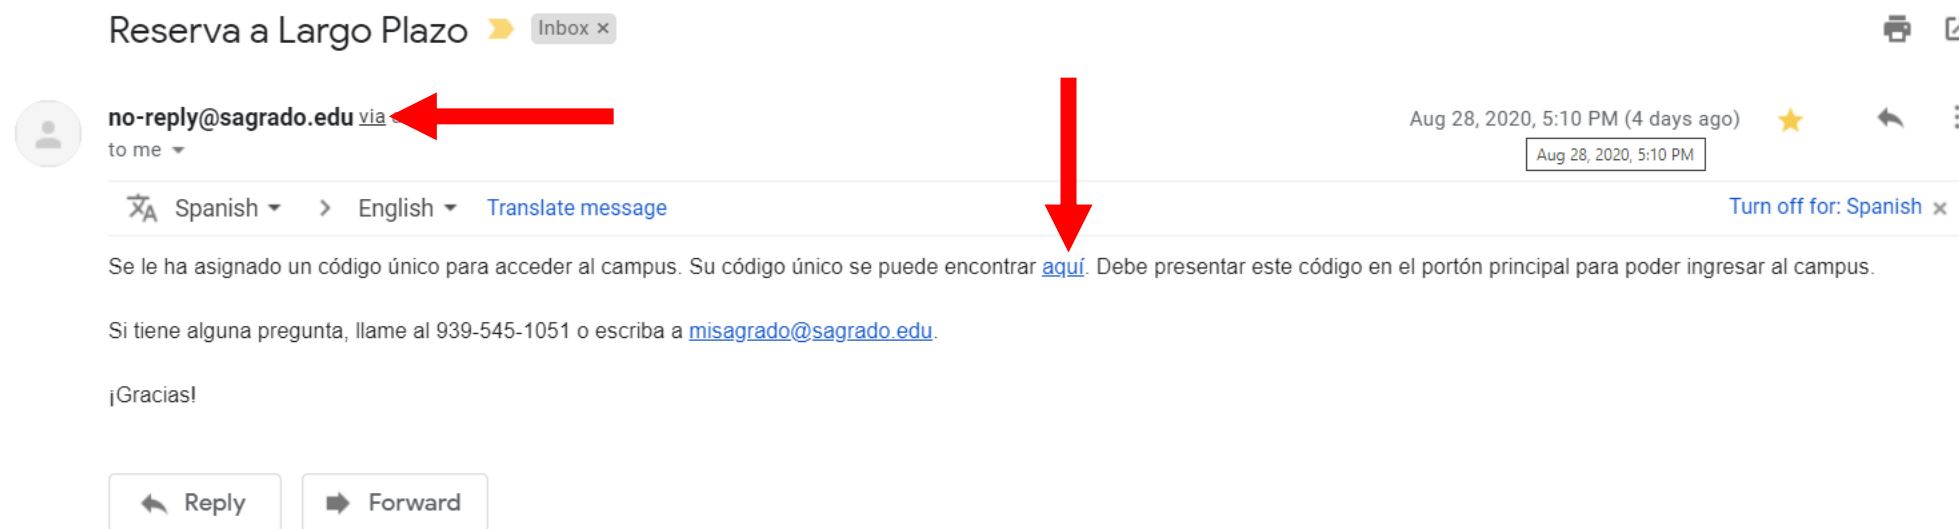 Reserva a Largo Plazo Inbox ×
no-reply@sagrado.edu via
Aug 28, 2020, 5:10 PM (4 days ago)
to me
Aug 28, 2020, 5:10 PM
Spanish > English Translate message
Turn off for: Spanish ×
Se le ha asignado un código único para acceder al campus. Su código único se puede encontrar aquí. Debe presentar este código en el portón principal para poder ingresar al campus.
Si tiene alguna pregunta, llame al 939-545-1051 o escriba a misagrado@sagrado.edu.
¡Gracias!
Reply
Forward